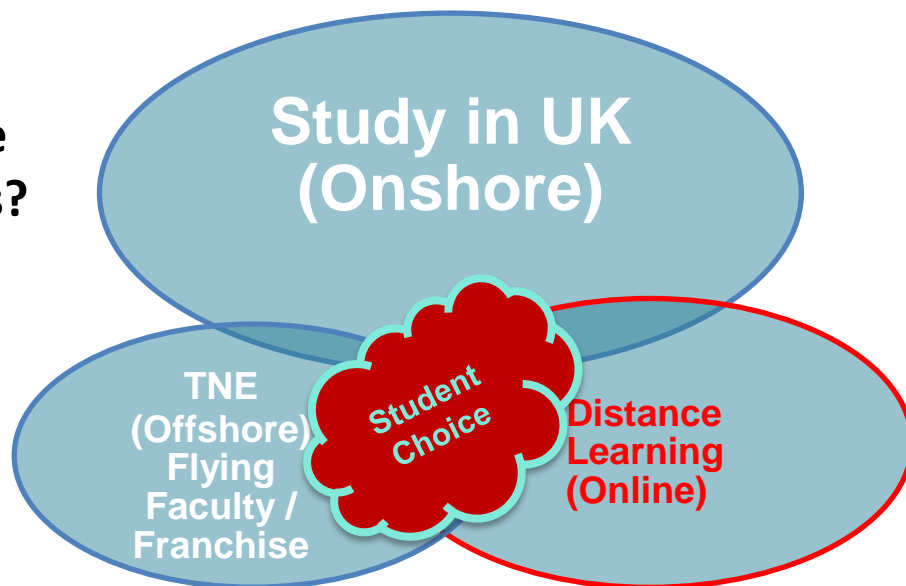 e
s?
Study in UK
(Onshore)
TNE
(Offshore)
Flying
Faculty /
Franchise
Student
Choice
Distance
Learning
(Online)